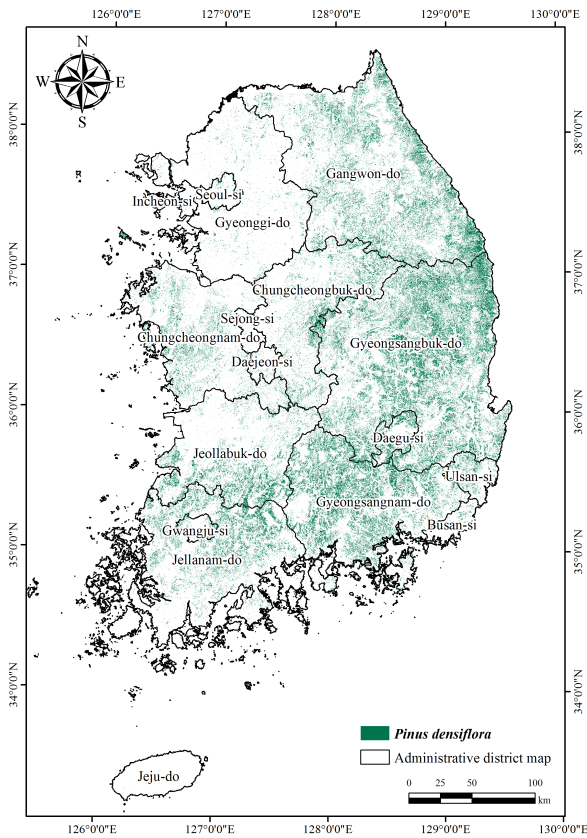 126°0'0"E 127°0'0"E 128°0'0"E 129°0'0"E 130°0'0"E
N
W E
S
38°0'0"N 38°0'0"N
Gangwon-do
Seoul-si
Incheon-si
Gyeonggi-do
37°0'0"N 37°0'0"N
Chungcheongbuk-do
Sejong-si
Chungcheongnam-do
Gyeongsangbuk-do
Daejeon-si
36°0'0"N 36°0'0"N
Daegu-si
Jeollabuk-do
Ulsan-si
Gyeongsangnam-do
Gwangju-si
Busan-si
35°0'0"N 35°0'0"N
Jellanam-do
34°0'0"N 34°0'0"N
Pinus densiflora
Administrative district map
Jeju-do
0 25 50 100
km
126°0'0"E 127°0'0"E 128°0'0"E 129°0'0"E 130°0'0"E